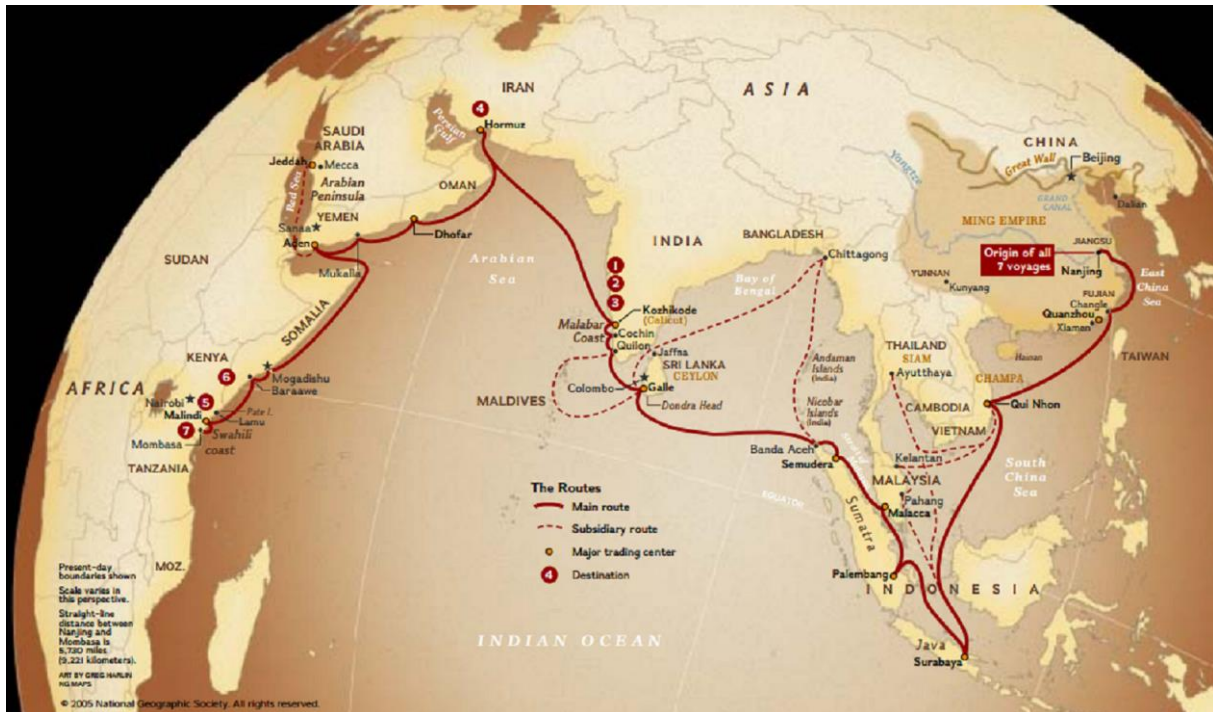 IRAN
ASIA
4
Hormuz
Persian
Gulf
SAUDI
ARABIA
Jeddah
Mecca
Arabian
Peninsula
Red Sea
OMAN
YEMEN
Sanaa
Aden
Mukalla
Dhofar
Arabian
Sea
SUDAN
SOMALIA
KENYA
6
AFRICA
Nairobi
5
Malindi
7
Mombasa
Mogadishu
Baraawe
Pate I.
Lamu
Swahili
coast
TANZANIA
MOZ.
INDIA
1
2
3
Kozhikode
(Calicut)
Malabar
Coast
Cochin
Quilon
Jaffna
SRI LANKA
CEYLON
Colombo
Galle
Dondra Head
MALDIVES
BANGLADESH
Chittagong
Bay of
Bengal
Andaman
Islands
(India)
Nicobar
Islands
(India)
CHINA
Great Wall
Beijing
Yangtze
GRAND
CANAL
Dalian
MING EMPIRE
JIANGSU
Origin of all
7 voyages
Nanjing
East
China
Sea
YUNNAN
Kunyang
FUJIAN
Changle
Quanzhou
Xiamen
TAIWAN
Hainan
THAILAND
SIAM
Ayutthaya
CHAMPA
CAMBODIA
Qui Nhon
VIETNAM
South
China
Sea
Banda Aceh
Semudera
Kelantan
MALAYSIA
Pahang
Malacca
Sumatra
EQUATOR
Palembang
INDONESIA
Java
Surabaya
The Routes
Main route
Subsidiary route
Major trading center
4 Destination
INDIAN OCEAN
Present-day
boundaries shown
Scale varies in
this perspective.
Straight-line
distance between
Nanjing and
Mombasa is
5,730 miles
(9,221 kilometers).
ART BY GREG HARLIN
NG MAPS
© 2005 National Geographic Society. All rights reserved.